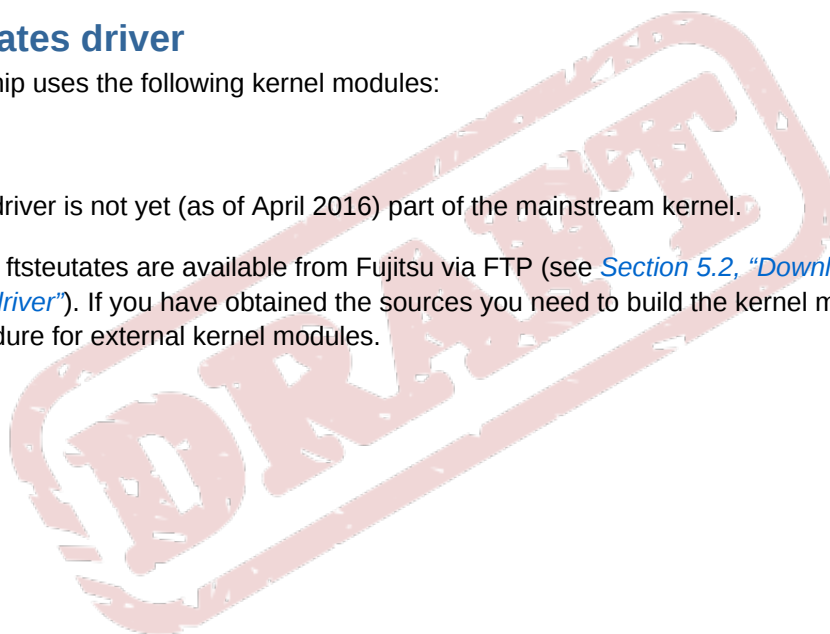 ates driver
ip uses the following kernel modules:
driver is not yet (as of April 2016) part of the mainstream kernel.
ftsteutates are available from Fujitsu via FTP (see Section 5.2, “Downl
driver”). If you have obtained the sources you need to build the kernel m
dure for external kernel modules.
DRAFT